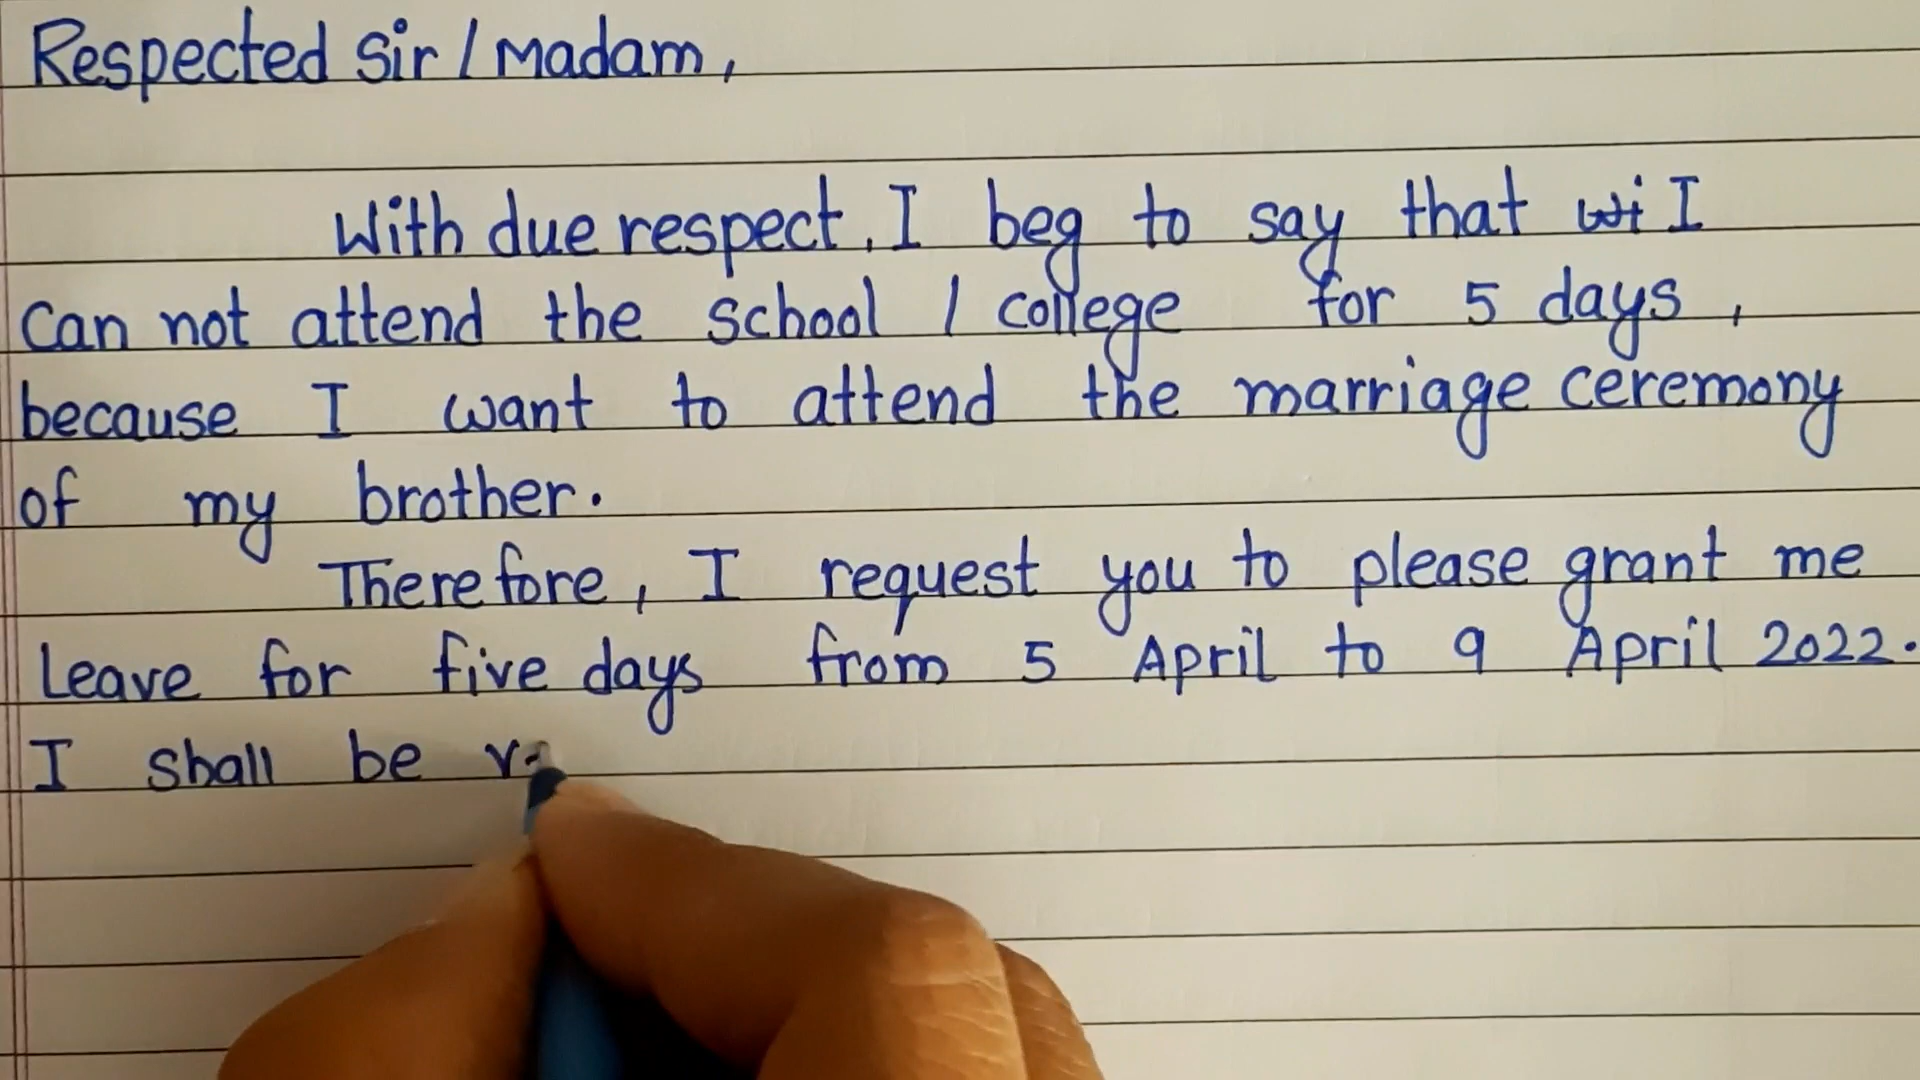 Respected Sir / Madam,
With due respect, I beg to say that I
can not attend the school / college for 5 days,
because I want to attend the marriage ceremony
of my brother.
Therefore, I request you to please grant me
Leave for five days from 5 April to 9 April 2022.
I shall be